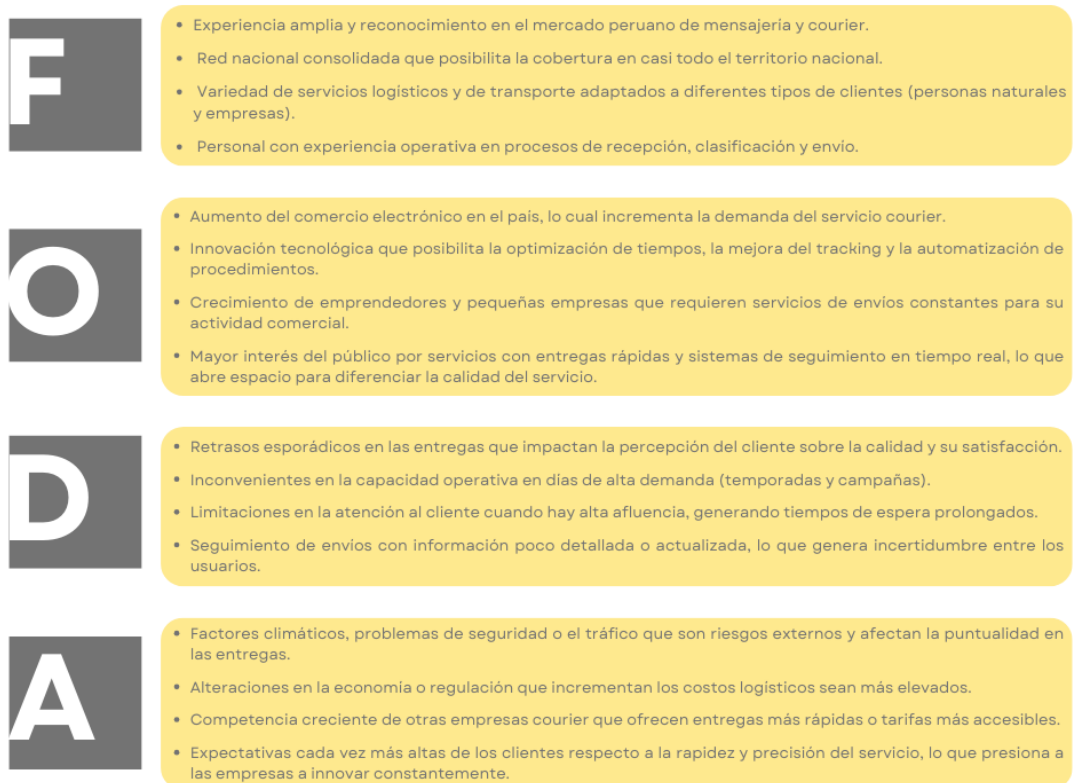 F
• Experiencia amplia y reconocimiento en el mercado peruano de mensajería y courier.
• Red nacional consolidada que posibilita la cobertura en casi todo el territorio nacional.
• Variedad de servicios logísticos y de transporte adaptados a diferentes tipos de clientes (personas naturales
y empresas).
• Personal con experiencia operativa en procesos de recepción, clasificación y envío.
O
• Aumento del comercio electrónico en el país, lo cual incrementa la demanda del servicio courier.
• Innovación tecnológica que posibilita la optimización de tiempos, la mejora del tracking y la automatización de
procedimientos.
• Crecimiento de emprendedores y pequeñas empresas que requieren servicios de envíos constantes para su
actividad comercial.
• Mayor interés del público por servicios con entregas rápidas y sistemas de seguimiento en tiempo real, lo que
abre espacio para diferenciar la calidad del servicio.
D
• Retrasos esporádicos en las entregas que impactan la percepción del cliente sobre la calidad y su satisfacción.
• Inconvenientes en la capacidad operativa en días de alta demanda (temporadas y campañas).
• Limitaciones en la atención al cliente cuando hay alta afluencia, generando tiempos de espera prolongados.
• Seguimiento de envíos con información poco detallada o actualizada, lo que genera incertidumbre entre los
usuarios.
A
• Factores climáticos, problemas de seguridad o el tráfico que son riesgos externos y afectan la puntualidad en
las entregas.
• Alteraciones en la economía o regulación que incrementan los costos logísticos sean más elevados.
• Competencia creciente de otras empresas courier que ofrecen entregas más rápidas o tarifas más accesibles.
• Expectativas cada vez más altas de los clientes respecto a la rapidez y precisión del servicio, lo que presiona a
las empresas a innovar constantemente.